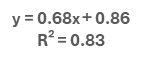 y = 0.68x + 0.86
R² = 0.83